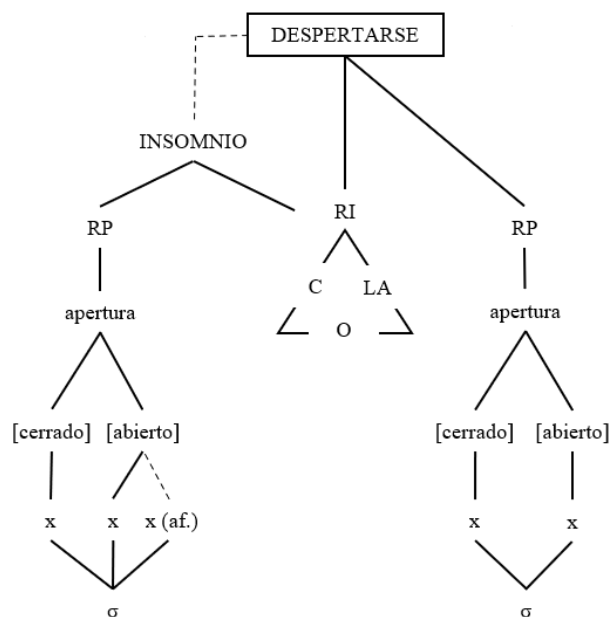 DESPERTARSE
INSOMNIO
RP RI RP
C LA
apertura O apertura
[cerrado] [abierto] [cerrado] [abierto]
x x x (af.) x x
σ σ